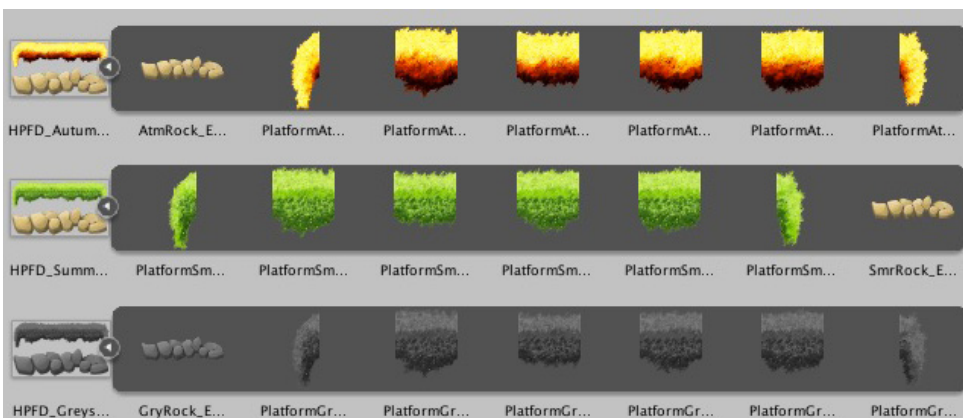 HPFD_Autum... AtmRock_E... PlatformAt... PlatformAt... PlatformAt... PlatformAt... PlatformAt... PlatformAt...
HPFD_Summ... PlatformSm... PlatformSm... PlatformSm... PlatformSm... PlatformSm... PlatformSm... SmrRock_E...
HPFD_Greys... GryRock_E... PlatformGr... PlatformGr... PlatformGr... PlatformGr... PlatformGr... PlatformGr...